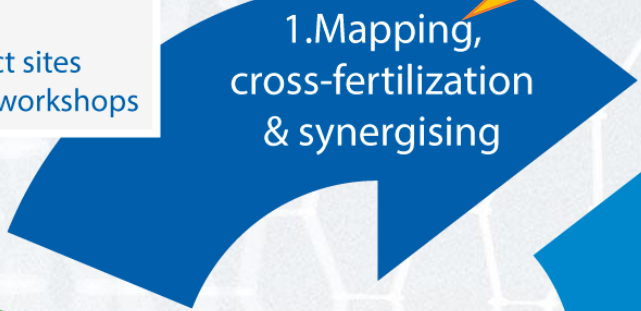 ct sites
workshops
1.Mapping,
cross-fertilization
& synergising